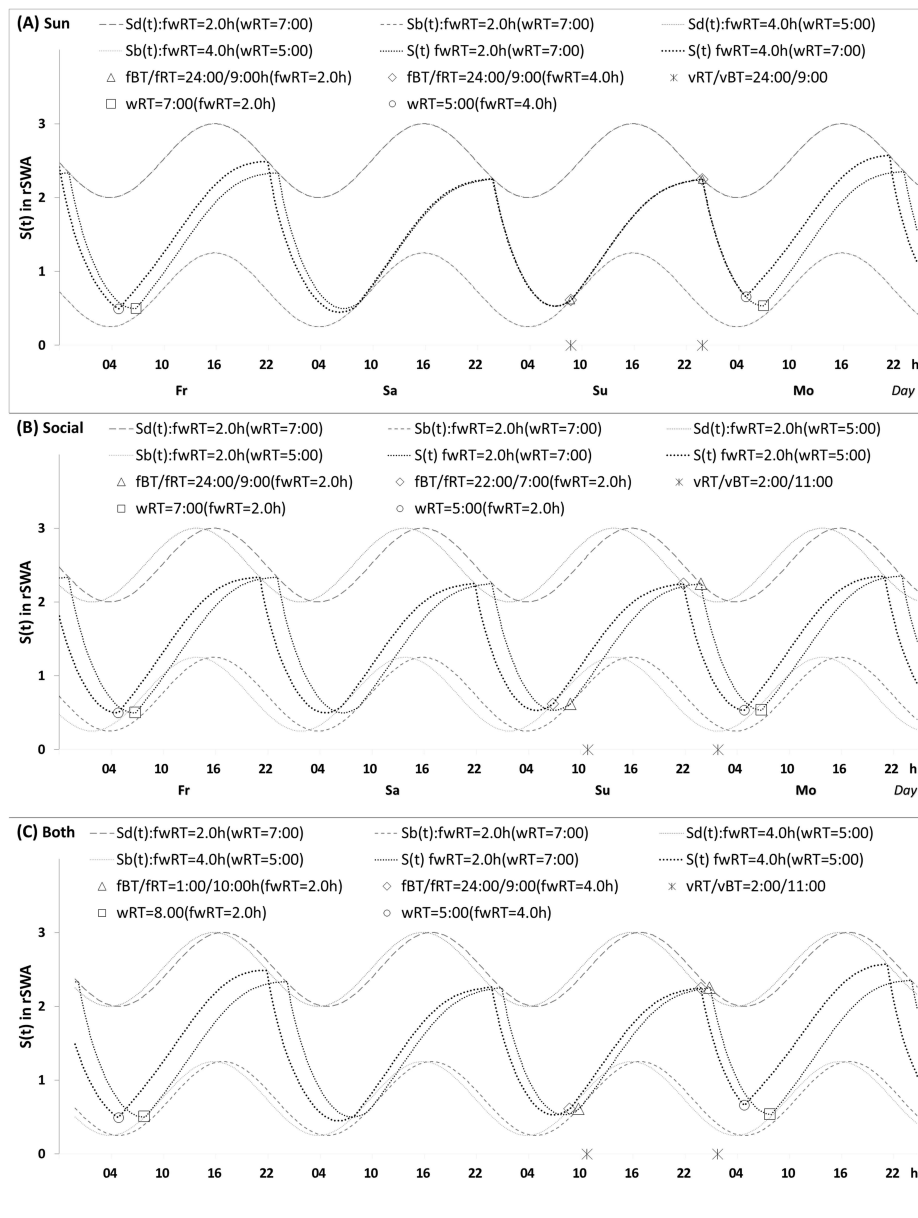 (A) Sun
Sd(t):fwRT=2.0h(wRT=7:00) Sb(t):fwRT=2.0h(wRT=7:00) Sd(t):fwRT=4.0h(wRT=5:00)
Sb(t):fwRT=4.0h(wRT=5:00) S(t) fwRT=2.0h(wRT=7:00) S(t) fwRT=4.0h(wRT=7:00)
fBT/fRT=24:00/9:00h(fwRT=2.0h) fBT/fRT=24:00/9:00(fwRT=4.0h) vRT/vBT=24:00/9:00
wRT=7:00(fwRT=2.0h) wRT=5:00(fwRT=4.0h)
3
2
1
0
S(t) in rSWA
04 10 16 22 04 10 16 22 04 10 16 22 04 10 16 22 h
Fr Sa Su Mo Day
(B) Social
Sd(t):fwRT=2.0h(wRT=7:00) Sb(t):fwRT=2.0h(wRT=7:00) Sd(t):fwRT=2.0h(wRT=5:00)
Sb(t):fwRT=2.0h(wRT=5:00) S(t) fwRT=2.0h(wRT=7:00) S(t) fwRT=2.0h(wRT=5:00)
fBT/fRT=24:00/9:00(fwRT=2.0h) fBT/fRT=22:00/7:00(fwRT=2.0h) vRT/vBT=2:00/11:00
wRT=7:00(fwRT=2.0h) wRT=5:00(fwRT=2.0h)
3
2
1
0
S(t) in rSWA
04 10 16 22 04 10 16 22 04 10 16 22 04 10 16 22 h
Fr Sa Su Mo Day
(C) Both
Sd(t):fwRT=2.0h(wRT=7:00) Sb(t):fwRT=2.0h(wRT=7:00) Sd(t):fwRT=4.0h(wRT=5:00)
Sb(t):fwRT=4.0h(wRT=5:00) S(t) fwRT=2.0h(wRT=7:00) S(t) fwRT=4.0h(wRT=5:00)
fBT/fRT=1:00/10:00h(fwRT=2.0h) fBT/fRT=24:00/9:00(fwRT=4.0h) vRT/vBT=2:00/11:00
wRT=8.00(fwRT=2.0h) wRT=5:00(fwRT=4.0h)
3
2
1
0
S(t) in rSWA
04 10 16 22 04 10 16 22 04 10 16 22 04 10 16 22 h